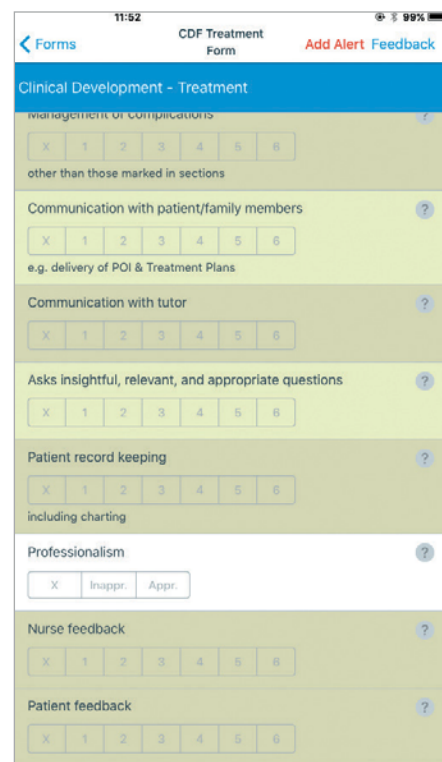 11:52
99%
Forms
CDF Treatment
Form
Add Alert
Feedback
Clinical Development - Treatment
Management of complications
?
X 1 2 3 4 5 6
other than those marked in sections
Communication with patient/family members
?
X 1 2 3 4 5 6
e.g. delivery of POI & Treatment Plans
Communication with tutor
?
X 1 2 3 4 5 6
Asks insightful, relevant, and appropriate questions
?
X 1 2 3 4 5 6
Patient record keeping
?
X 1 2 3 4 5 6
including charting
Professionalism
?
X Inappr. Appr.
Nurse feedback
?
X 1 2 3 4 5 6
Patient feedback
?
X 1 2 3 4 5 6